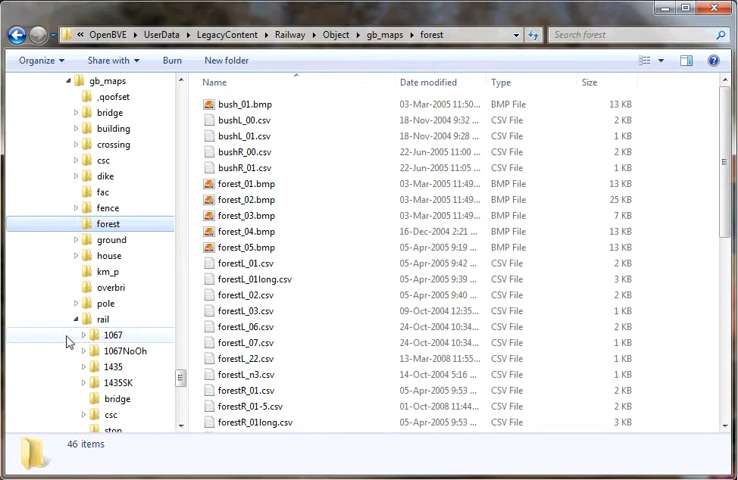 « OpenBVE ▸ UserData ▸ LegacyContent ▸ Railway ▸ Object ▸ gb_maps ▸ forest
Search forest
Organize Share with Burn New folder
gb_maps
,qoofset
bridge
building
crossing
csc
dike
fac
fence
forest
ground
house
km_p
overbri
pole
rail
1067
1067NoOh
1435
1435SK
bridge
csc
stop
Name Date modified Type Size
bush_01.bmp 03-Mar-2005 11:50... BMP File 13 KB
bushL_00.csv 18-Nov-2004 9:32 ... CSV File 2 KB
bushL_01.csv 18-Nov-2004 9:28 ... CSV File 1 KB
bushR_00.csv 22-Jun-2005 11:00 ... CSV File 2 KB
bushR_01.csv 22-Jun-2005 11:05 ... CSV File 1 KB
forest_01.bmp 03-Mar-2005 11:49... BMP File 13 KB
forest_02.bmp 03-Mar-2005 11:49... BMP File 25 KB
forest_03.bmp 03-Mar-2005 11:49... BMP File 7 KB
forest_04.bmp 16-Dec-2004 2:21 ... BMP File 13 KB
forest_05.bmp 05-Apr-2005 9:19 ... BMP File 13 KB
forestL_01.csv 05-Apr-2005 9:39 ... CSV File 2 KB
forestL_01long.csv 05-Apr-2005 9:39 ... CSV File 3 KB
forestL_02.csv 05-Apr-2005 9:40 ... CSV File 2 KB
forestL_03.csv 09-Oct-2004 12:35... CSV File 1 KB
forestL_06.csv 24-Oct-2004 10:34... CSV File 2 KB
forestL_07.csv 24-Oct-2004 10:34... CSV File 2 KB
forestL_22.csv 13-Mar-2008 11:55... CSV File 1 KB
forestL_n3.csv 14-Oct-2004 5:16 ... CSV File 1 KB
forestR_01.csv 05-Apr-2005 9:53 ... CSV File 2 KB
forestR_01-5.csv 01-Oct-2008 11:44... CSV File 2 KB
forestR_01long.csv 05-Apr-2005 9:53 ... CSV File 3 KB
46 items